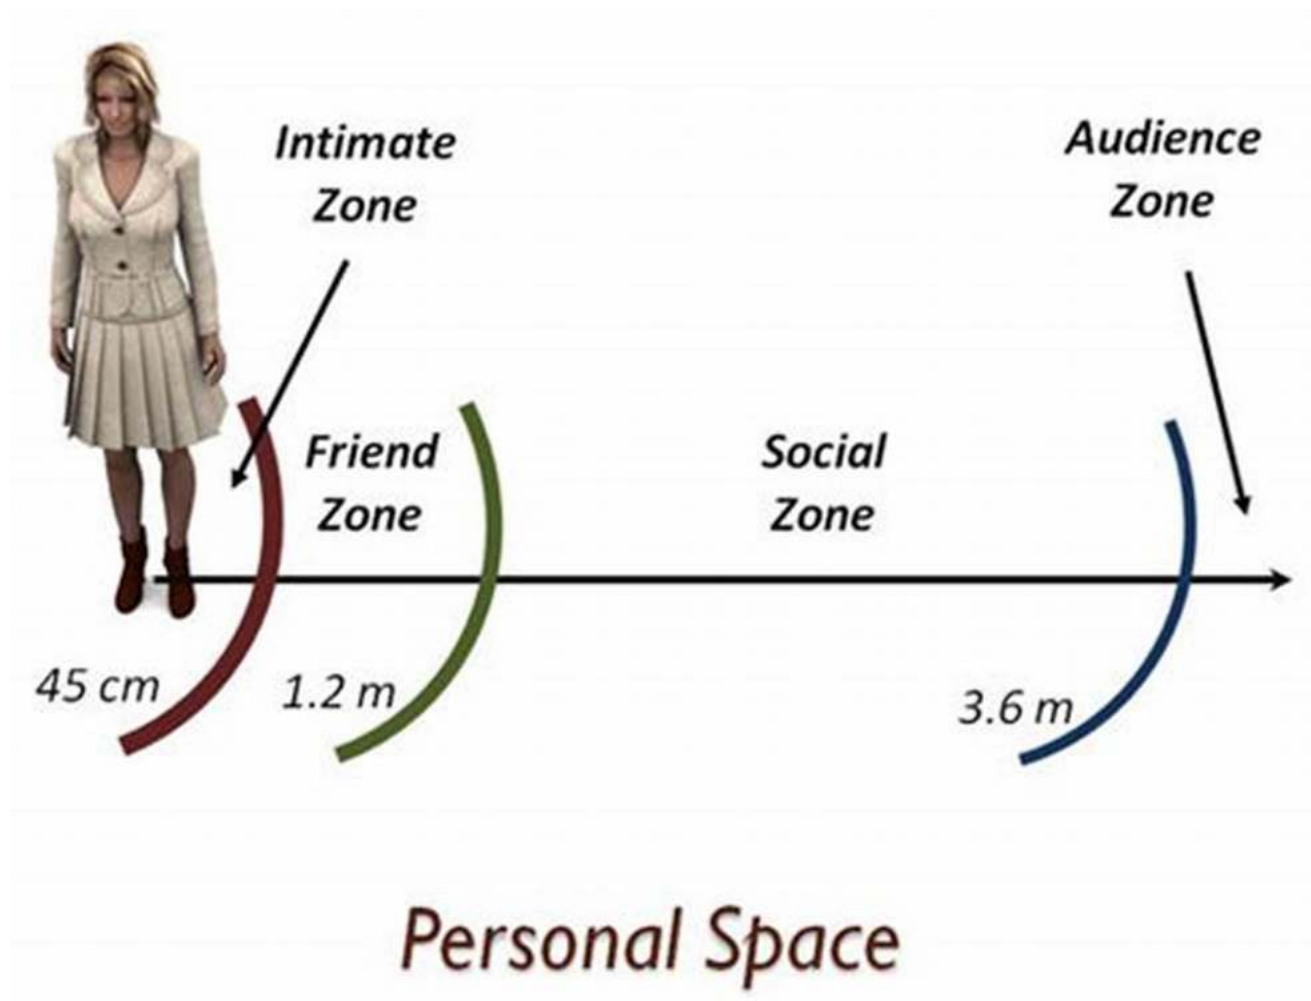 Intimate
Zone
Audience
Zone
Friend
Zone
Social
Zone
45 cm
1.2 m
3.6 m
Personal Space